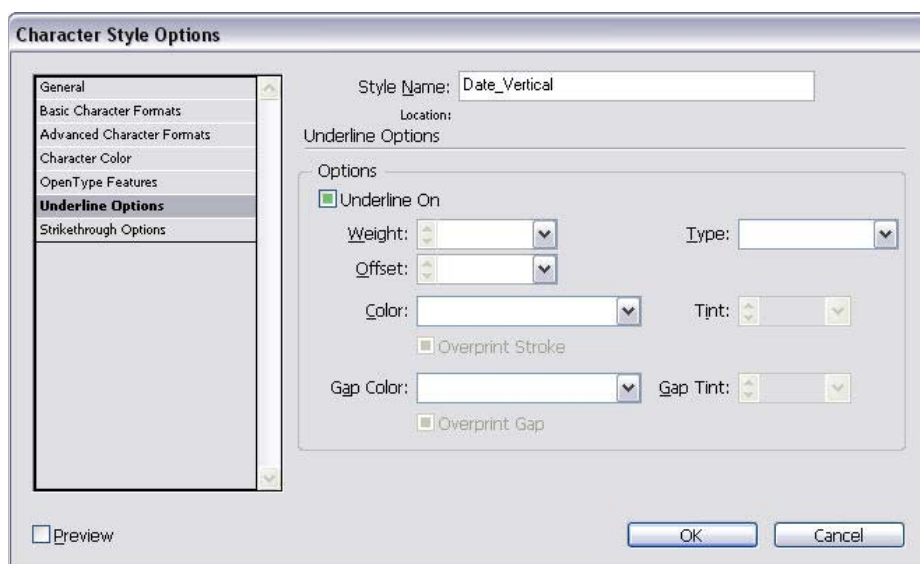 Character Style Options
General
Basic Character Formats
Advanced Character Formats
Character Color
OpenType Features
Underline Options
Strikethrough Options
Style Name: Date_Vertical
Location:
Underline Options
Options
Underline On
Weight:
Type:
Offset:
Color:
Tint:
Overprint Stroke
Gap Color:
Gap Tint:
Overprint Gap
Preview
OK
Cancel